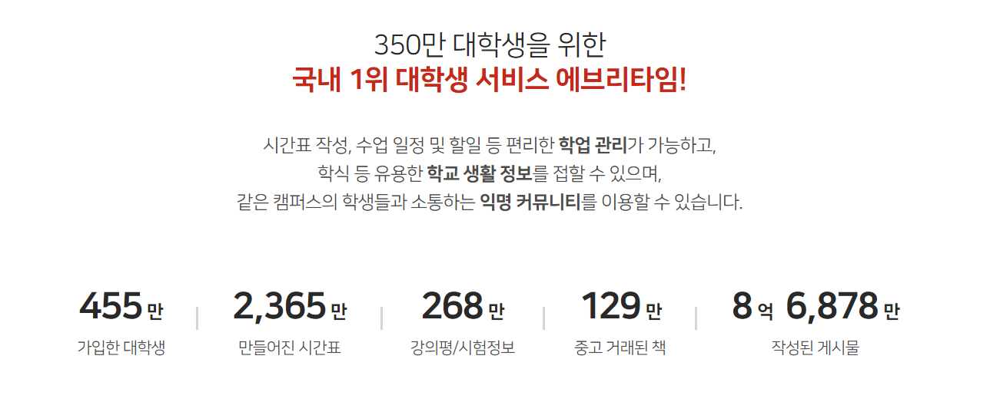 350만 대학생을 위한
국내 1위 대학생 서비스 에브리타임!
시간표 작성, 수업 일정 및 할일 등 편리한 학업 관리가 가능하고,
학식 등 유용한 학교 생활 정보를 접할 수 있으며,
같은 캠퍼스의 학생들과 소통하는 익명 커뮤니티를 이용할 수 있습니다.
455 만
가입한 대학생
2,365 만
만들어진 시간표
268 만
강의평/시험정보
129 만
중고 거래된 책
8 억 6,878 만
작성된 게시물